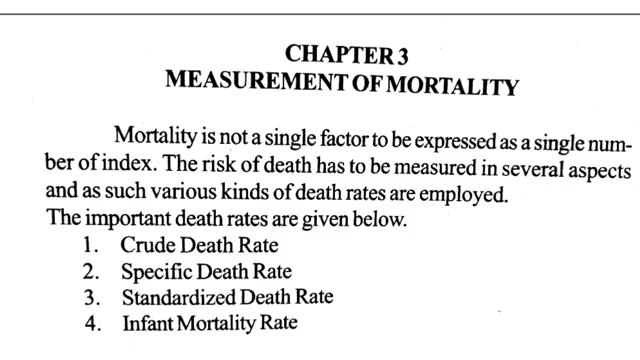 CHAPTER 3
MEASUREMENT OF MORTALITY
Mortality is not a single factor to be expressed as a single num-
ber of index. The risk of death has to be measured in several aspects
and as such various kinds of death rates are employed.
The important death rates are given below.
1. Crude Death Rate
2. Specific Death Rate
3. Standardized Death Rate
4. Infant Mortality Rate